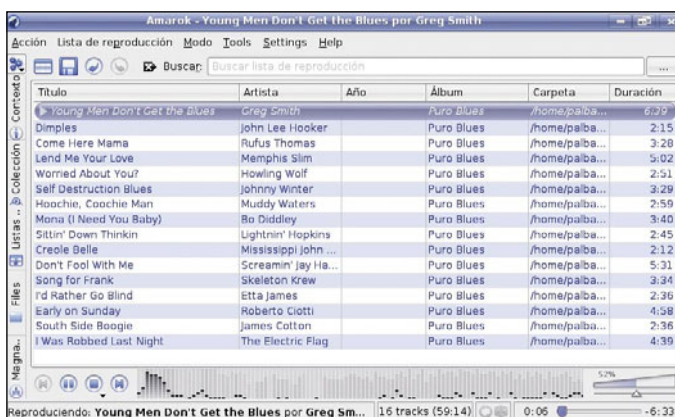 Amarok - Young Men Don't Get the Blues por Greg Smith
Acción Lista de reproducción Modo Tools Settings Help
Buscar: Buscar lista de reproducción ...
Contexto
Colección
Listas ..
Files
Magna..
Título Artista Año Álbum Carpeta Duración
Young Men Don't Get the Blues Greg Smith Puro Blues /home/palba... 6:39
Dimples John Lee Hooker Puro Blues /home/palba... 2:15
Come Here Mama Rufus Thomas Puro Blues /home/palba... 3:28
Lend Me Your Love Memphis Slim Puro Blues /home/palba... 5:02
Worried About You? Howling Wolf Puro Blues /home/palba... 2:51
Self Destruction Blues Johnny Winter Puro Blues /home/palba... 3:29
Hoochie, Coochie Man Muddy Waters Puro Blues /home/palba... 2:59
Mona (I Need You Baby) Bo Diddley Puro Blues /home/palba... 3:40
Sittin' Down Thinkin Lightnin' Hopkins Puro Blues /home/palba... 2:45
Creole Belle Mississippi John ... Puro Blues /home/palba... 2:12
Don't Fool With Me Screamin' Jay Ha... Puro Blues /home/palba... 5:31
Song for Frank Skeleton Krew Puro Blues /home/palba... 3:34
I'd Rather Go Blind Etta James Puro Blues /home/palba... 2:36
Early on Sunday Roberto Ciotti Puro Blues /home/palba... 4:58
South Side Boogie James Cotton Puro Blues /home/palba... 2:36
I Was Robbed Last Night The Electric Flag Puro Blues /home/palba... 4:39
52%
Reproduciendo: Young Men Don't Get the Blues por Greg Sm... 16 tracks (59:14) 0:06 -6:33